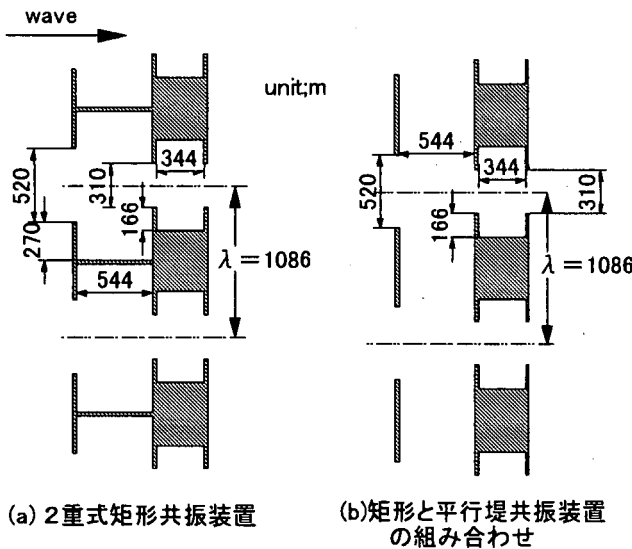 wave
unit;m
520
270
310
166
344
544
λ=1086
(a) 2重式矩形共振装置
544
344
520
166
310
λ=1086
(b)矩形と平行堤共振装置
の組み合わせ